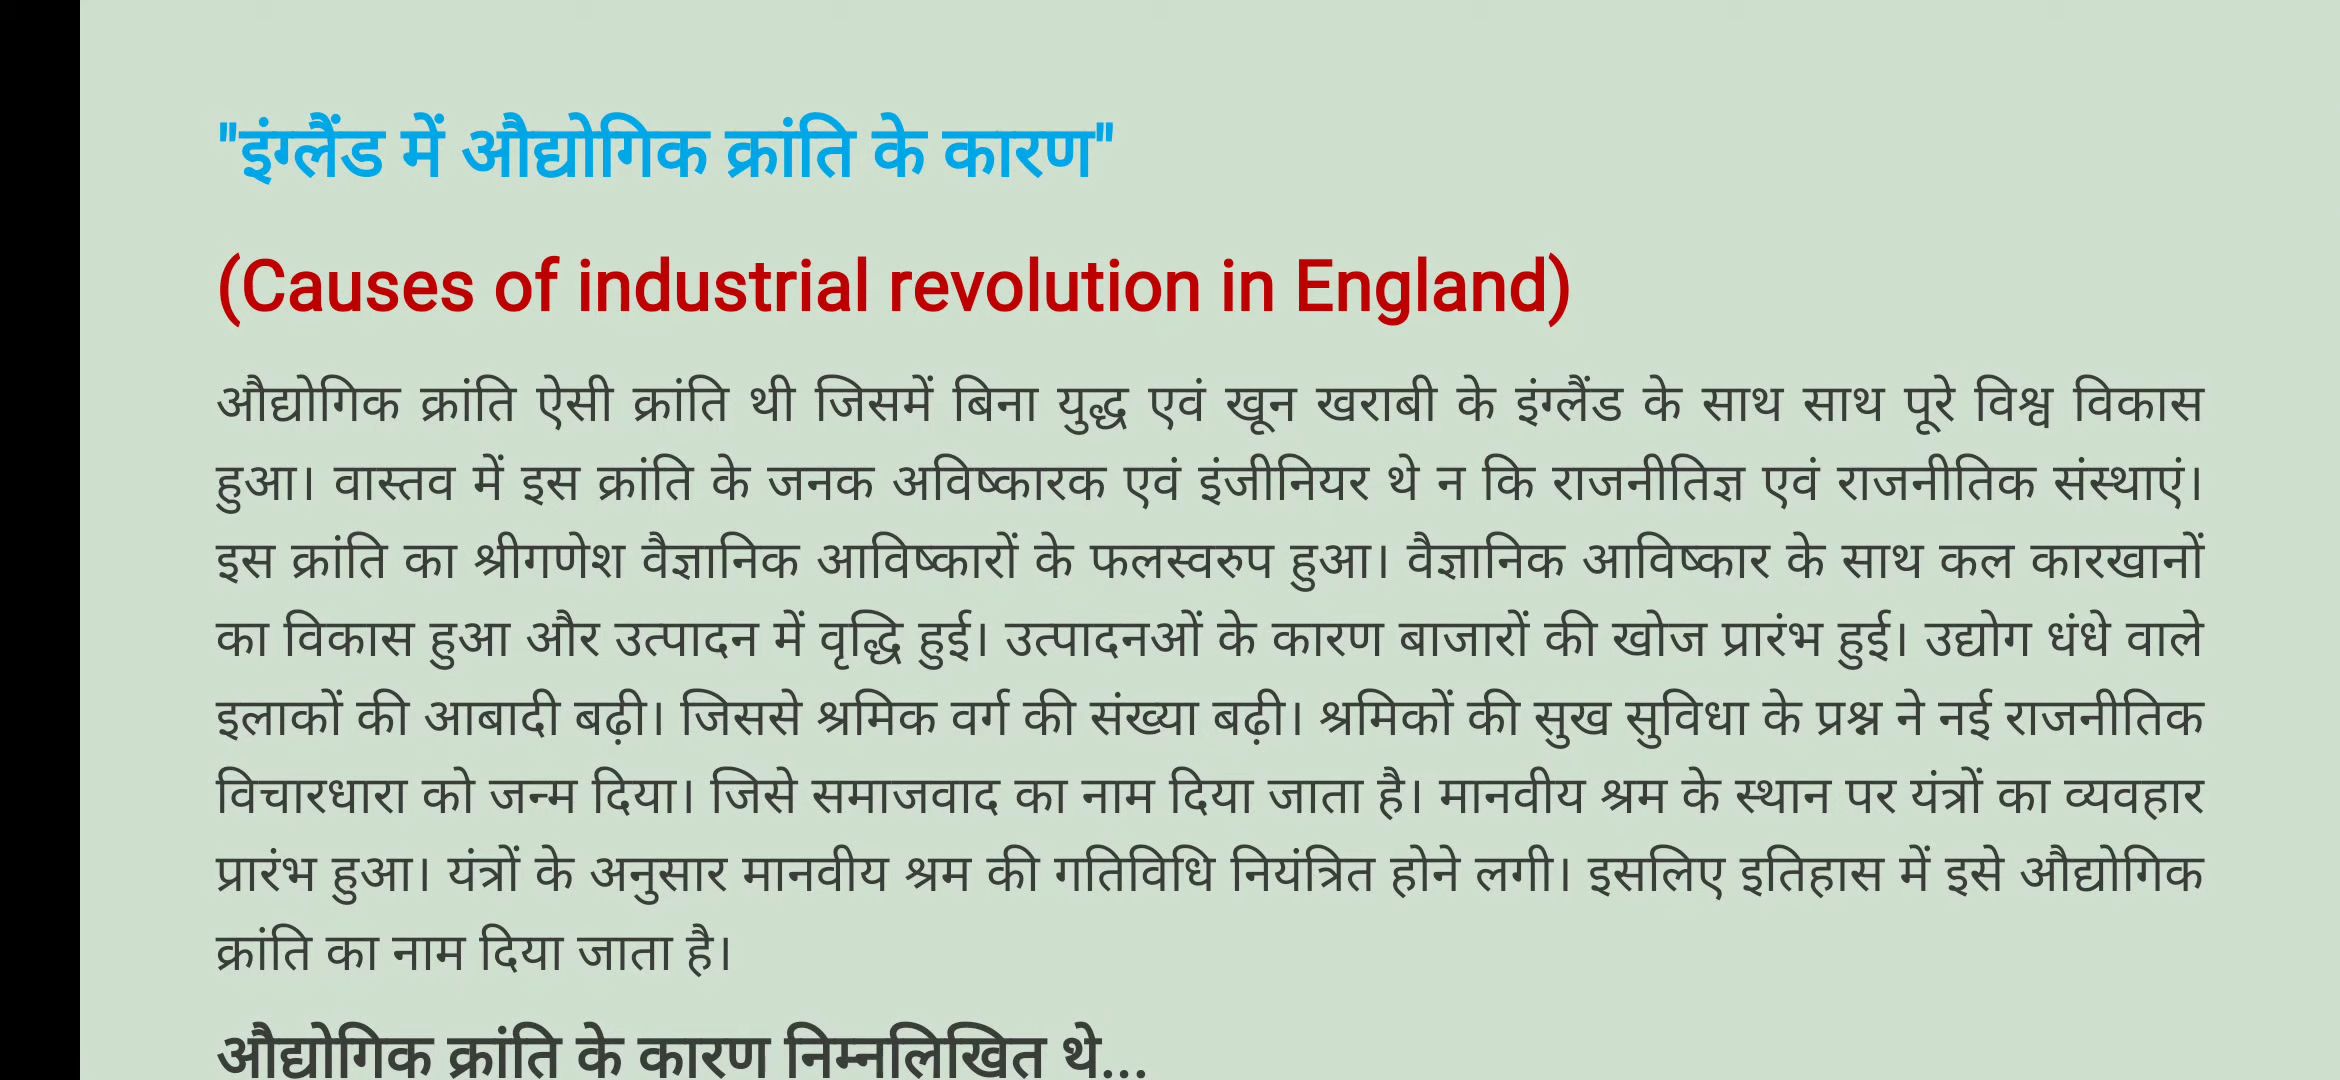 "इंग्लैंड में औद्योगिक क्रांति के कारण"
(Causes of industrial revolution in England)
औद्योगिक क्रांति ऐसी क्रांति थी जिसमें बिना युद्ध एवं खून खराबी के इंग्लैंड के साथ साथ पूरे विश्व विकास
हुआ। वास्तव में इस क्रांति के जनक अविष्कारक एवं इंजीनियर थे न कि राजनीतिज्ञ एवं राजनीतिक संस्थाएं।
इस क्रांति का श्रीगणेश वैज्ञानिक आविष्कारों के फलस्वरुप हुआ। वैज्ञानिक आविष्कार के साथ कल कारखानों
का विकास हुआ और उत्पादन में वृद्धि हुई। उत्पादनओं के कारण बाजारों की खोज प्रारंभ हुई। उद्योग धंधे वाले
इलाकों की आबादी बढ़ी। जिससे श्रमिक वर्ग की संख्या बढ़ी। श्रमिकों की सुख सुविधा के प्रश्न ने नई राजनीतिक
विचारधारा को जन्म दिया। जिसे समाजवाद का नाम दिया जाता है। मानवीय श्रम के स्थान पर यंत्रों का व्यवहार
प्रारंभ हुआ। यंत्रों के अनुसार मानवीय श्रम की गतिविधि नियंत्रित होने लगी। इसलिए इतिहास में इसे औद्योगिक
क्रांति का नाम दिया जाता है।
औद्योगिक क्रांति के कारण निम्नलिखित थे...